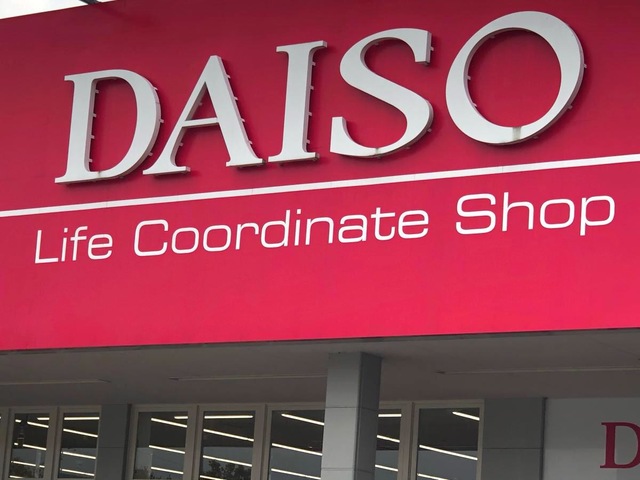 DAISO
Life Coordinate Shop
D